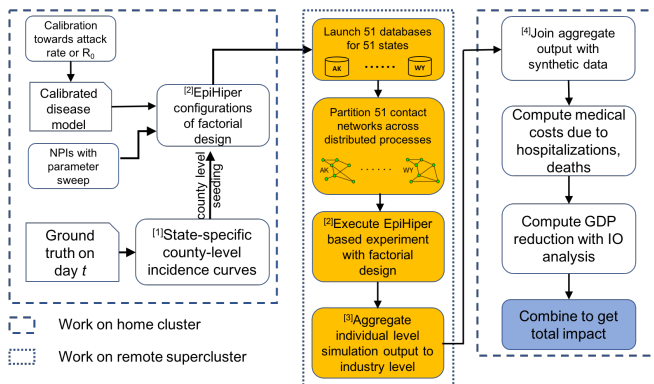 Calibration
towards attack
rate or R0
Calibrated
disease
model
NPIs with
parameter
sweep
Ground
truth on
day t
[2]EpiHiper
configurations
of factorial
design
county level
seeding
[1]State-specific
county-level
incidence curves
Launch 51 databases
for 51 states
AK
WY
Partition 51 contact
networks across
distributed processes
AK
WY
[2]Execute EpiHiper
based experiment
with factorial
design
[3]Aggregate
individual level
simulation output to
industry level
[4]Join aggregate
output with
synthetic data
Compute medical
costs due to
hospitalizations,
deaths
Compute GDP
reduction with IO
analysis
Combine to get
total impact
Work on home cluster
Work on remote supercluster